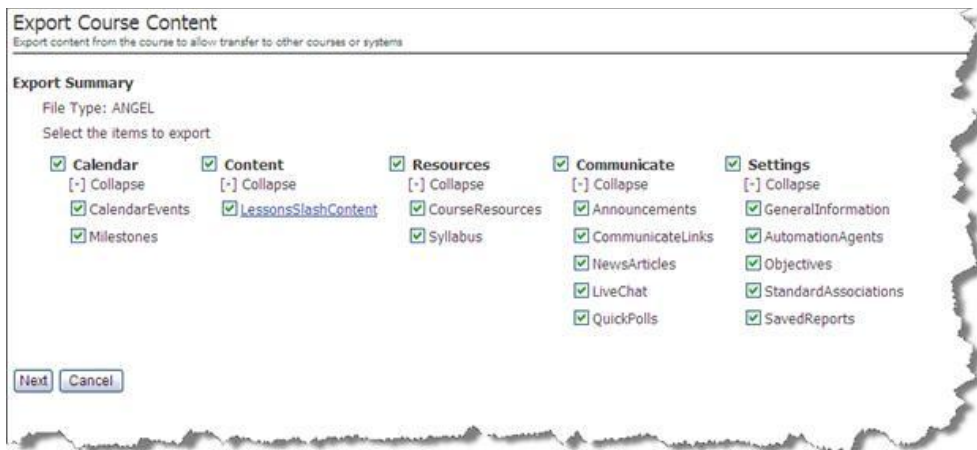 Export Course Content
Export content from the course to allow transfer to other courses or systems
Export Summary
File Type: ANGEL
Select the items to export
Calendar
[-] Collapse
CalendarEvents
Milestones
Content
[-] Collapse
LessonsSlashContent
Resources
[-] Collapse
CourseResources
Syllabus
Communicate
[-] Collapse
Announcements
CommunicateLinks
NewsArticles
LiveChat
QuickPolls
Settings
[-] Collapse
GeneralInformation
AutomationAgents
Objectives
StandardAssociations
SavedReports
Next Cancel